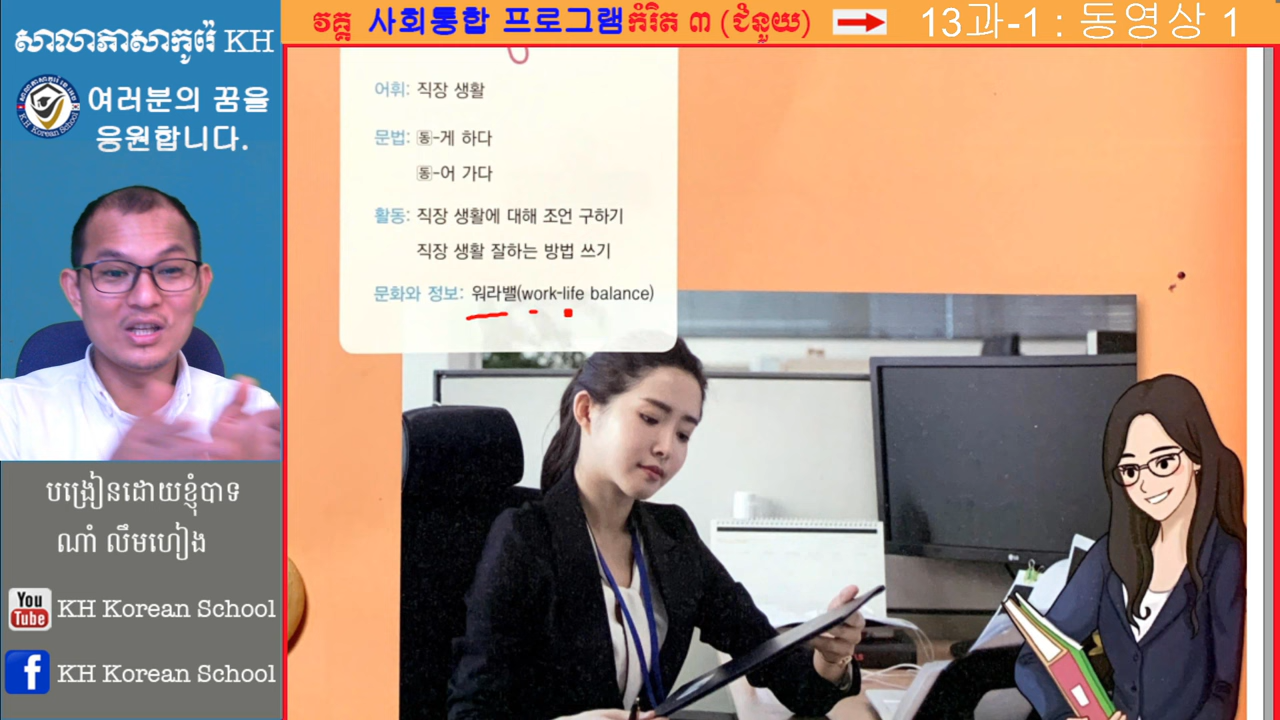 សាលាភាសាកូរ៉េ KH
여러분의 꿈을
응원합니다.
វគ្គ 사회통합 프로그램 កំរិត ៣ (ជំនួយ)
13과-1 : 동영상 1
어휘: 직장 생활
문법: 동-게 하다
동-어 가다
활동: 직장 생활에 대해 조언 구하기
직장 생활 잘하는 방법 쓰기
문화와 정보: 워라밸(work-life balance)
បង្រៀនដោយខ្ញុំបាទ
ណាំ លឹមហៀង
You Tube KH Korean School
f KH Korean School